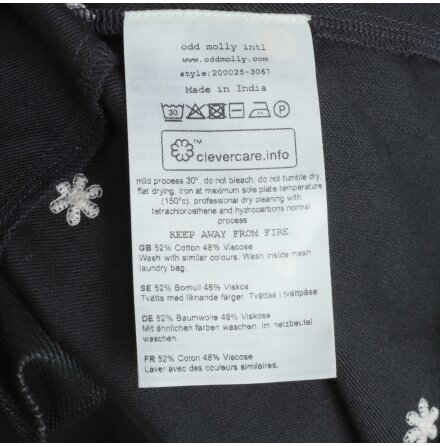 odd molly intl
www.oddmolly.com
style:200025-3067
Made in India
30 P
clevercare.info
mild process 30°, do not bleach, do not tumble dry,
flat drying, iron at maximum sole plate temperature
(150°c). professional dry cleaning with
tetrachloroethene and hydrocarbons normal
process
KEEP AWAY FROM FIRE
GB 52% Cotton 48% Viscose
Wash with similar colours. Wash inside mesh
laundry bag.
SE 52% Bomull 48% Viskos
Tvätta med liknande färger. Tvättas i tvättpåse
DE 52% Baumwolle 48% Viskose
Mit ähnlichen farben waschen. Im netzbeutel
waschen.
FR 52% Coton 48% Viscose
Laver avec des couleurs similaires.